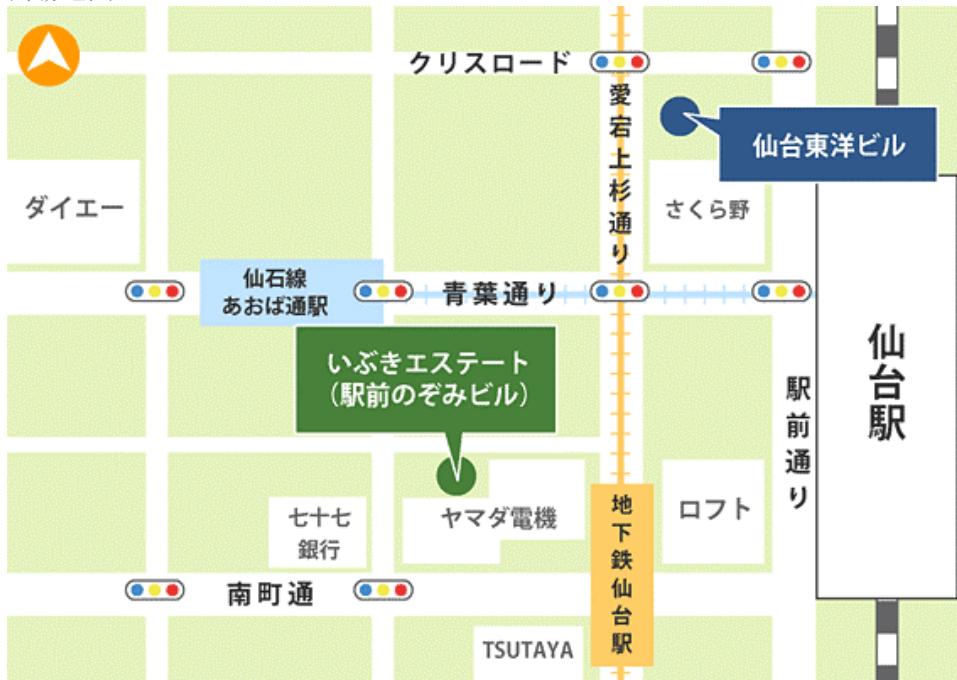 クリスロード
愛宕上杉通り
仙台東洋ビル
ダイエー
さくら野
仙石線
あおば通駅
青葉通り
仙台駅
いぶきエステート
(駅前のぞみビル)
駅前通り
七十七
銀行
ヤマダ電機
ロフト
地下鉄仙台駅
南町通
TSUTAYA